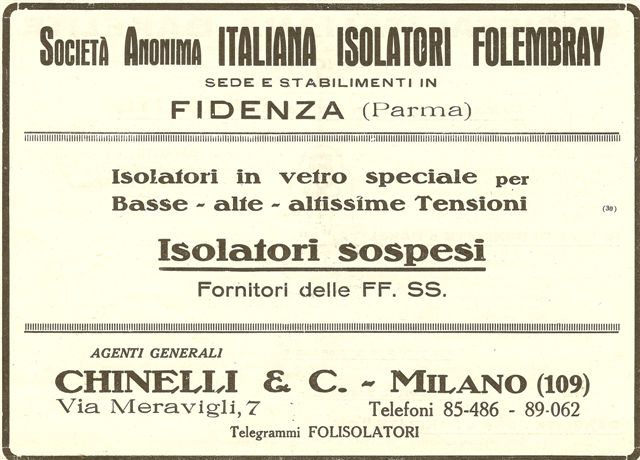 SOCIETÀ ANONIMA ITALIANA ISOLATORI FOLEMBRAY
SEDE E STABILIMENTI IN
FIDENZA (Parma)
Isolatori in vetro speciale per
Basse - alte - altissime Tensioni
(30)
Isolatori sospesi
Fornitori delle FF. SS.
AGENTI GENERALI
CHINELLI & C. - MILANO (109)
Via Meravigli, 7 Telefoni 85-486 - 89-062
Telegrammi FOLISOLATORI